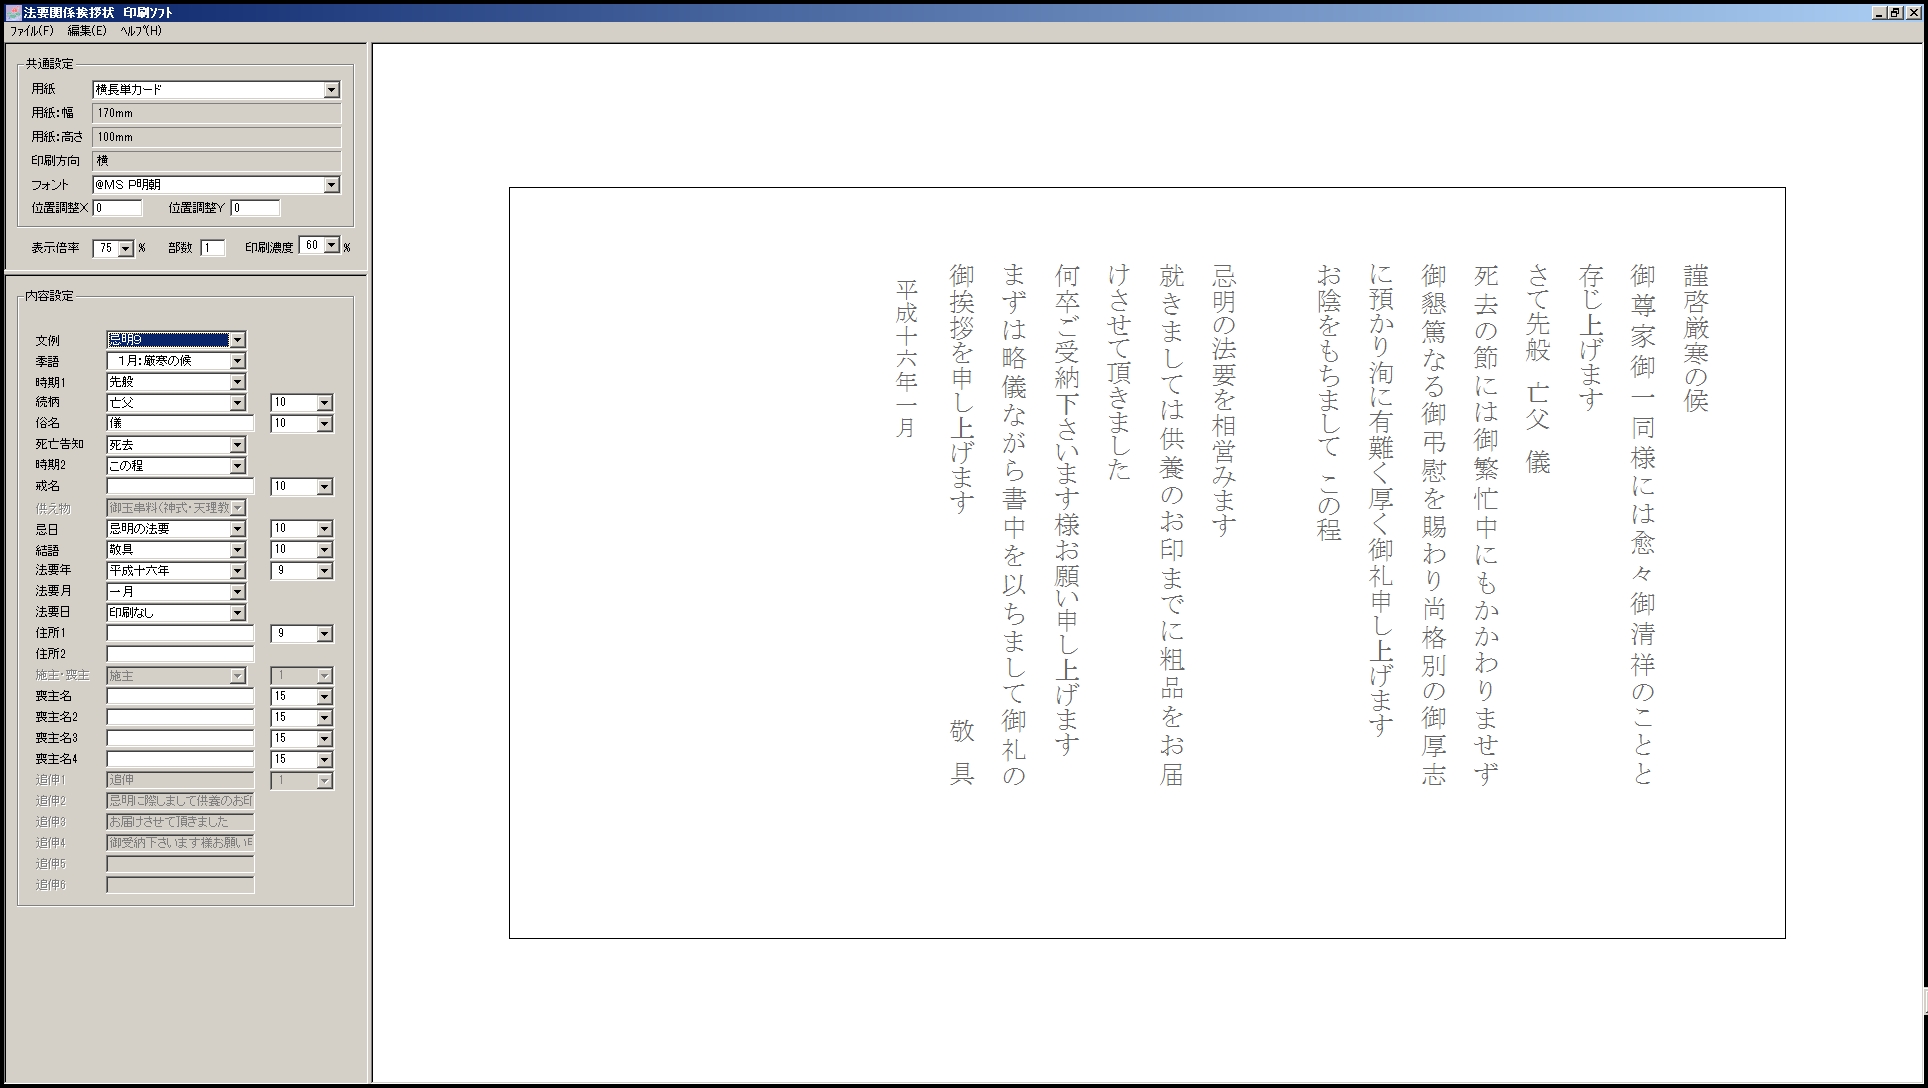 法要関係挨拶状 印刷ソフト
ファイル(F) 編集(E) ヘルプ(H)
共通設定
用紙 横長単カード
用紙:幅 170mm
用紙:高さ 100mm
印刷方向 横
フォント @MS P明朝
位置調整X 0 位置調整Y 0
表示倍率 75 % 部数 1 印刷濃度 60 %
内容設定
文例 忌明9
季語 1月:厳寒の候
時期1 先般
続柄 亡父 10
俗名 儀 10
死亡告知 死去
時期2 この程
戒名 10
供え物 御玉串料(神式・天理教
忌日 忌明の法要 10
結語 敬具 10
法要年 平成十六年 9
法要月 一月
法要日 印刷なし
住所1 9
住所2
施主・喪主 施主 1
喪主名 15
喪主名2 15
喪主名3 15
喪主名4 15
追伸1 追伸 1
追伸2 忌明に際しまして供養のお印
追伸3 お届けさせて頂きました
追伸4 御受納下さいます様お願い
追伸5
追伸6
謹啓厳寒の候
御尊家御一同様には愈々御清祥のことと
存じ上げます
さて先般 亡父 儀
死去の節には御繁忙中にもかかわりませず
御懇篤なる御弔慰を賜わり尚格別の御厚志
に預かり洵に有難く厚く御礼申し上げます
お陰をもちまして この程
忌明の法要を相営みます
就きましては供養のお印までに粗品をお届
けさせて頂きました
何卒ご受納下さいます様お願い申し上げます
まずは略儀ながら書中を以ちまして御礼の
御挨拶を申し上げます 敬具
平成十六年一月